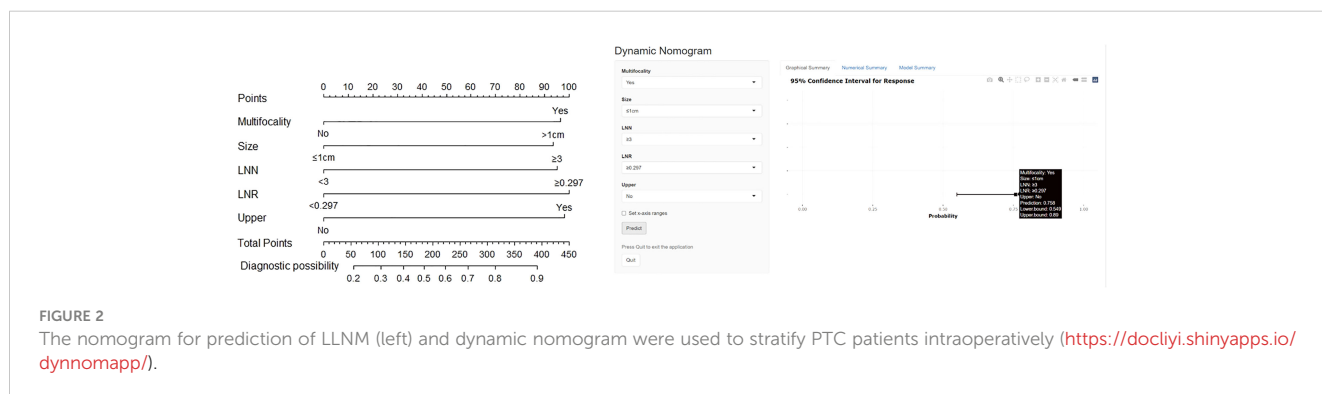 Points
0 10 20 30 40 50 60 70 80 90 100
Multifocality
No Yes
Size
≤1cm >1cm
LNN
<3 ≥3
LNR
<0.297 ≥0.297
Upper
No Yes
Total Points
0 50 100 150 200 250 300 350 400 450
Diagnostic possibility
0.2 0.3 0.4 0.5 0.6 0.7 0.8 0.9
Dynamic Nomogram
Multifocality
Yes
Size
≤1cm
LNN
≥3
LNR
≥0.297
Upper
No
Set x-axis ranges
Predict
Press Quit to exit the application
Quit
Graphical Summary Numerical Summary Model Summary
95% Confidence Interval for Response
Multifocality: Yes
Size: ≤1cm
LNN: ≥3
LNR: ≥0.297
Upper: No
Prediction: 0.758
Lower.bound: 0.549
Upper.bound: 0.89
0.00 0.25 0.50 0.75 1.00
Probability
FIGURE 2
The nomogram for prediction of LLNM (left) and dynamic nomogram were used to stratify PTC patients intraoperatively (https://docliyi.shinyapps.io/
dynnomapp/).